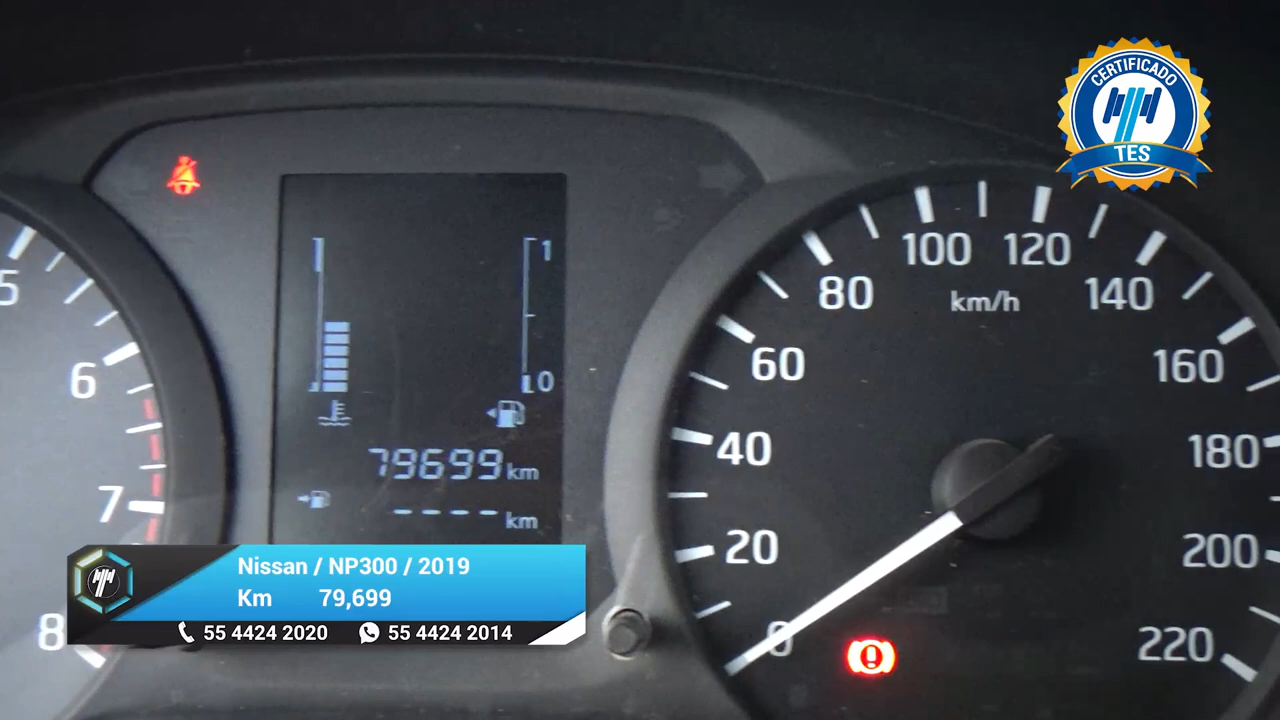 CERTIFICADO
TES
5
6
7
8
1
0
79699 km
---- km
0
20
40
60
80
100
120
140
160
180
200
220
km/h
Nissan / NP300 / 2019
Km 79,699
55 4424 2020 55 4424 2014